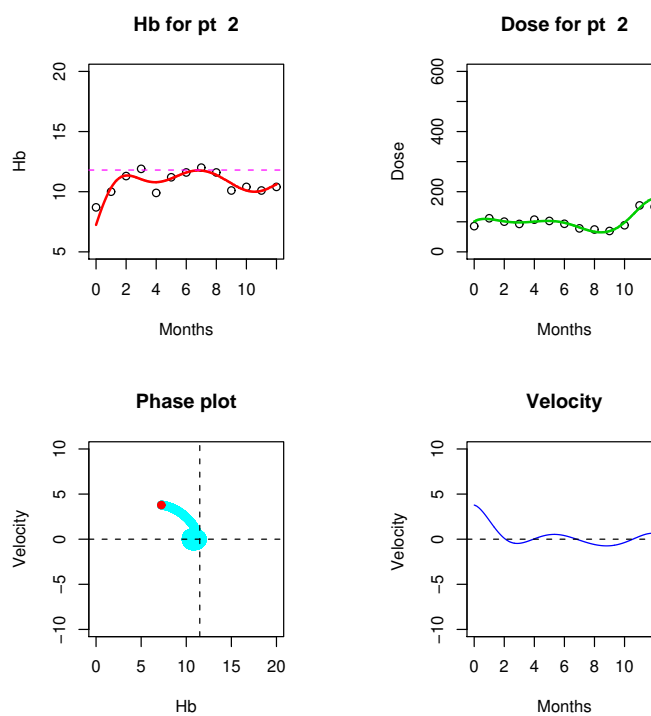 Hb for pt  2
20
15
10
5
Hb
0 2 4 6 8 10
Months
Dose for pt  2
600
400
200
0
Dose
0 2 4 6 8 10
Months
Phase plot
10
5
0
−5
−10
Velocity
0 5 10 15 20
Hb
Velocity
10
5
0
−5
−10
Velocity
0 2 4 6 8 10
Months